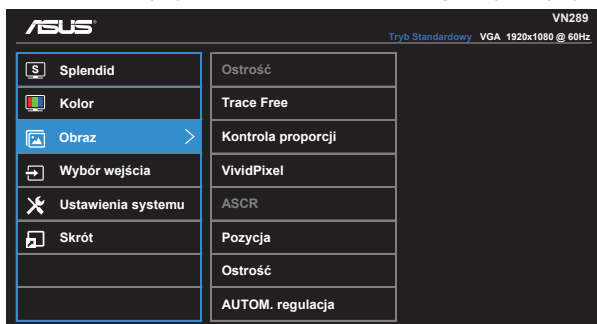 ASUS
VN289
Tryb Standardowy VGA 1920x1080 @ 60Hz
S Splendid
Ostrość
Kolor
Trace Free
Obraz
Kontrola proporcji
Wybór wejścia
VividPixel
Ustawienia systemu
ASCR
Skrót
Pozycja
Ostrość
AUTOM. regulacja